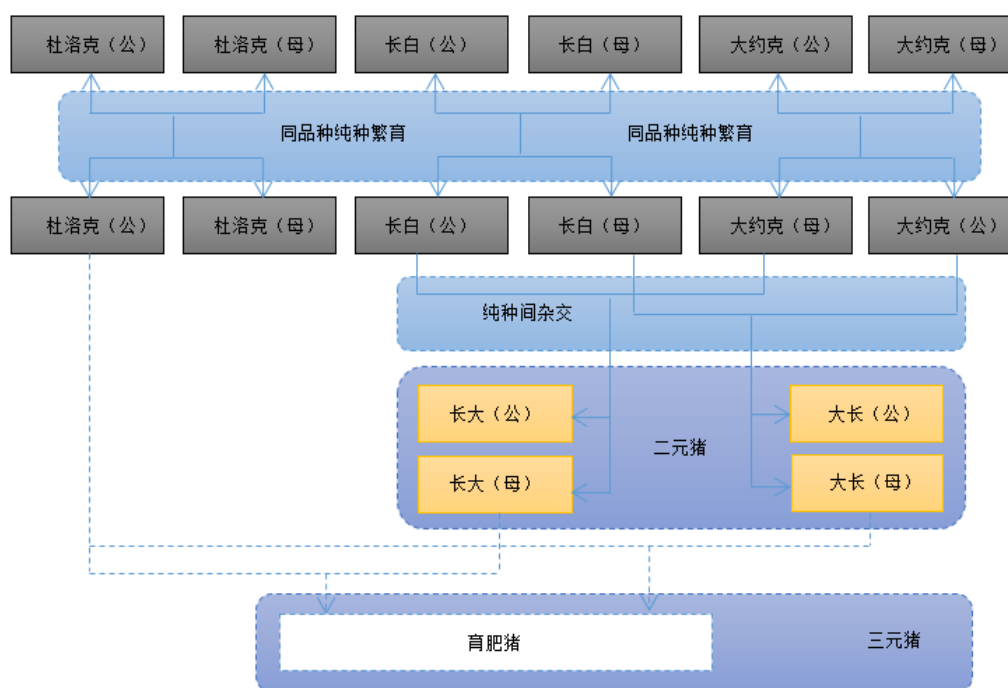 杜洛克（公）
杜洛克（母）
长白（公）
长白（母）
大约克（公）
大约克（母）
同品种纯种繁育
同品种纯种繁育
杜洛克（公）
杜洛克（母）
长白（公）
长白（母）
大约克（母）
大约克（公）
纯种间杂交
长大（公）
大长（公）
二元猪
长大（母）
大长（母）
育肥猪
三元猪